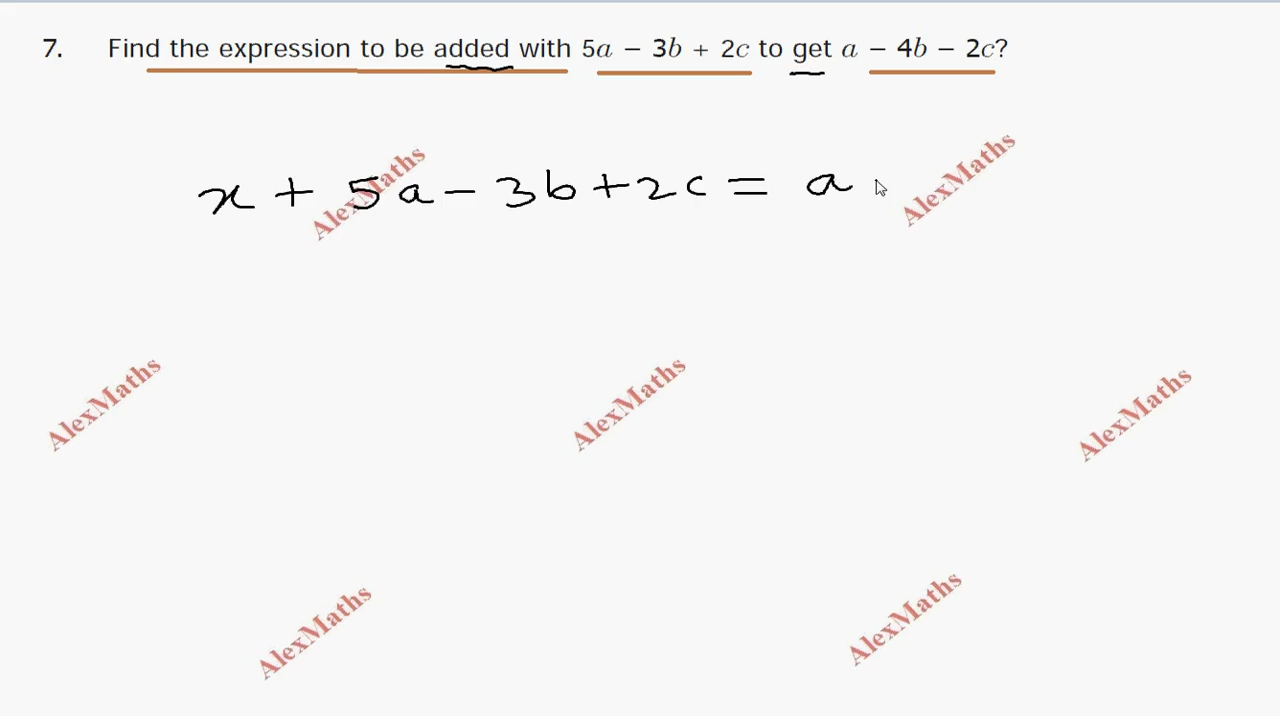 7. Find the expression to be added with 5a − 3b + 2c to get a − 4b − 2c?
x + 5a − 3b + 2c = a
AlexMaths
AlexMaths
AlexMaths
AlexMaths
AlexMaths
AlexMaths
AlexMaths